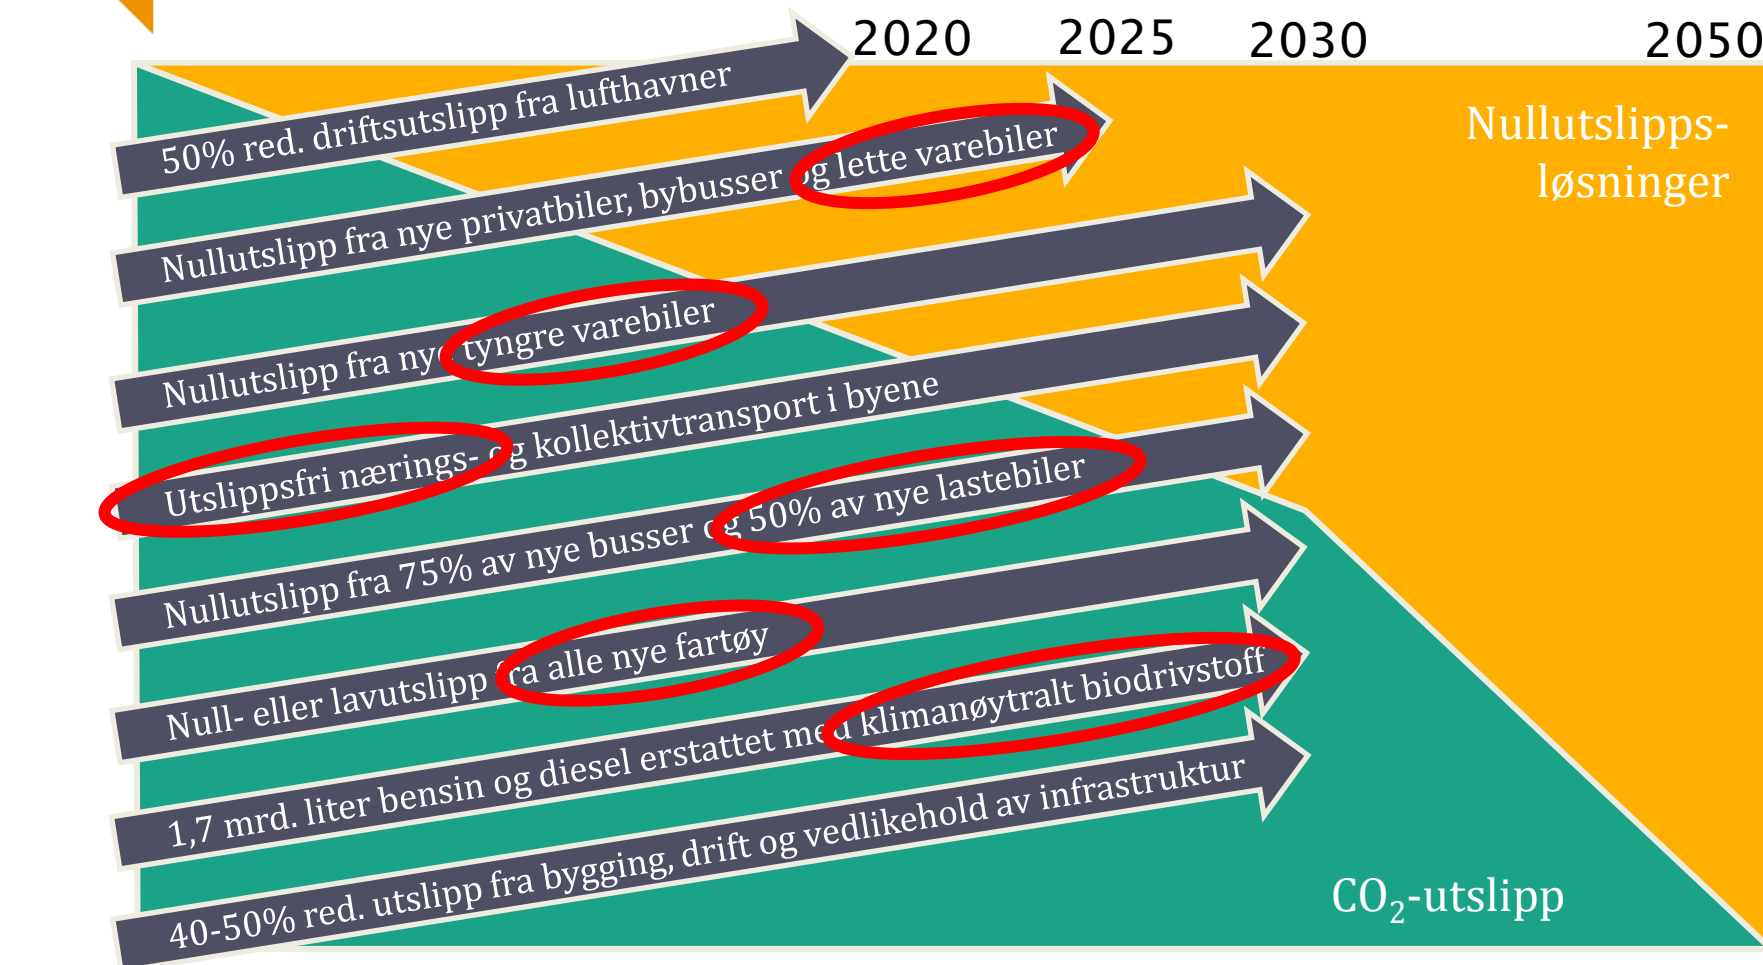 2020 2025 2030 2050
50% red. driftsutslipp fra lufthavner
Nullutslipp fra nye privatbiler, bybusser og lette varebiler
Nullutslipp fra nye tyngre varebiler
Utslippsfri nærings- og kollektivtransport i byene
Nullutslipp fra 75% av nye busser og 50% av nye lastebiler
Null- eller lavutslipp fra alle nye fartøy
1,7 mrd. liter bensin og diesel erstattet med klimanøytralt biodrivstoff
40-50% red. utslipp fra bygging, drift og vedlikehold av infrastruktur
Nullutslipps-
løsninger
CO₂-utslipp